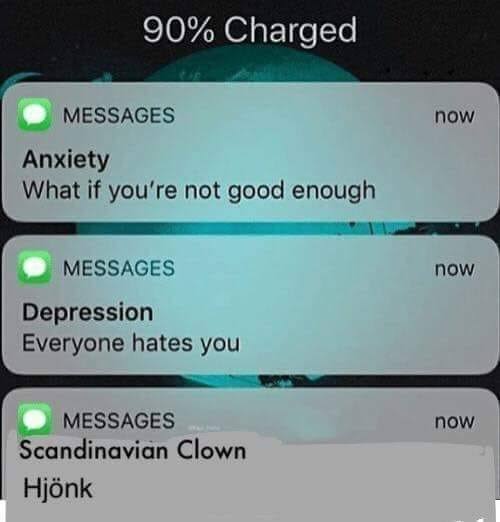 90% Charged
MESSAGES now
Anxiety
What if you're not good enough
MESSAGES now
Depression
Everyone hates you
MESSAGES now
Scandinavian Clown
Hjönk